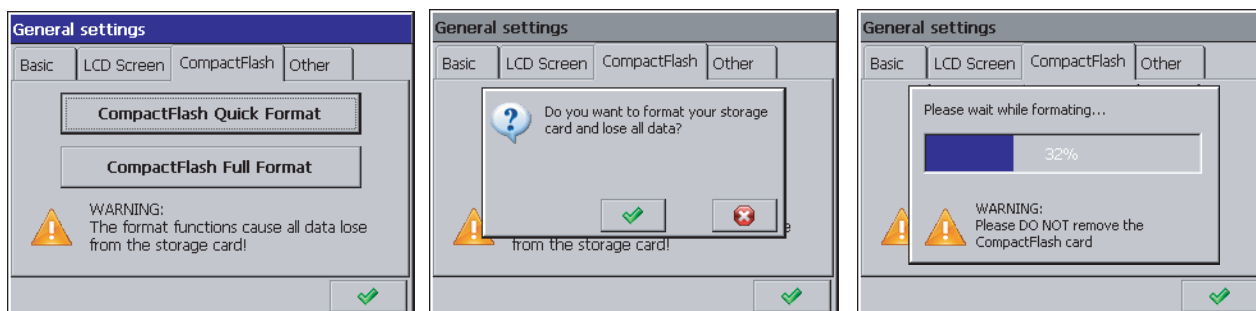 General settings
Basic LCD Screen CompactFlash Other
CompactFlash Quick Format
CompactFlash Full Format
WARNING:
The format functions cause all data lose
from the storage card!
General settings
Basic LCD Screen CompactFlash Other
Do you want to format your storage
card and lose all data?
e
from the storage card!
General settings
Basic LCD Screen CompactFlash Other
Please wait while formating...
32%
WARNING:
Please DO NOT remove the
CompactFlash card